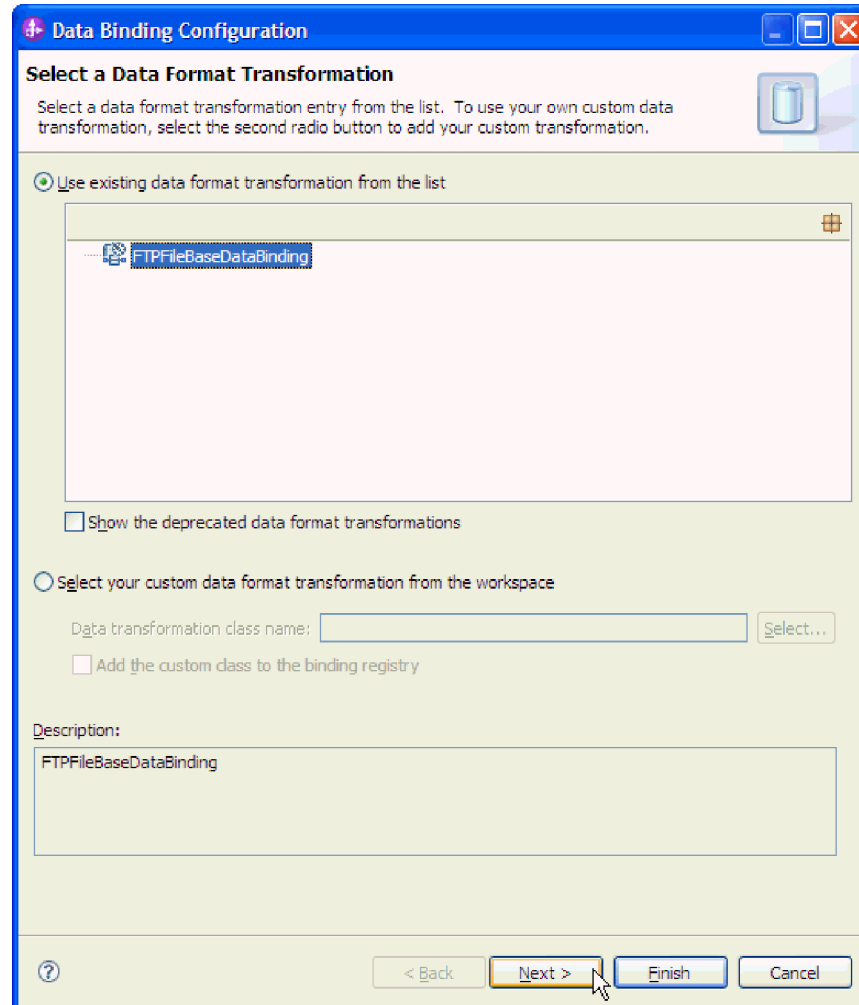 Data Binding Configuration
Select a Data Format Transformation
Select a data format transformation entry from the list. To use your own custom data
transformation, select the second radio button to add your custom transformation.
Use existing data format transformation from the list
FTPFileBaseDataBinding
Show the deprecated data format transformations
Select your custom data format transformation from the workspace
Data transformation class name:
Select...
Add the custom class to the binding registry
Description:
FTPFileBaseDataBinding
< Back
Next >
Finish
Cancel